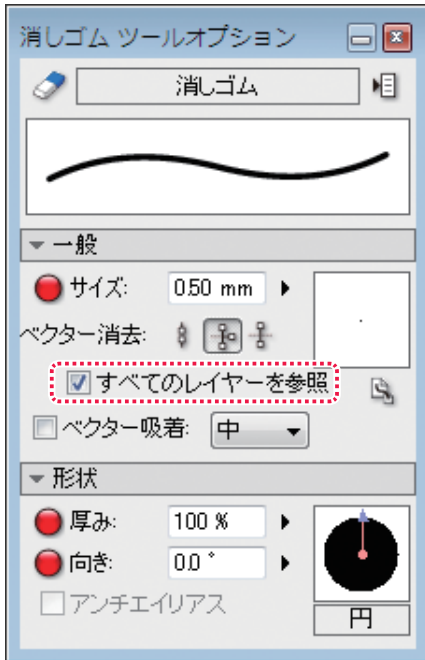 消しゴム ツールオプション
消しゴム
一般
サイズ: 0.50 mm
ベクター消去:
すべてのレイヤーを参照
ベクター吸着: 中
形状
厚み: 100 %
向き: 0.0 °
アンチエイリアス
円